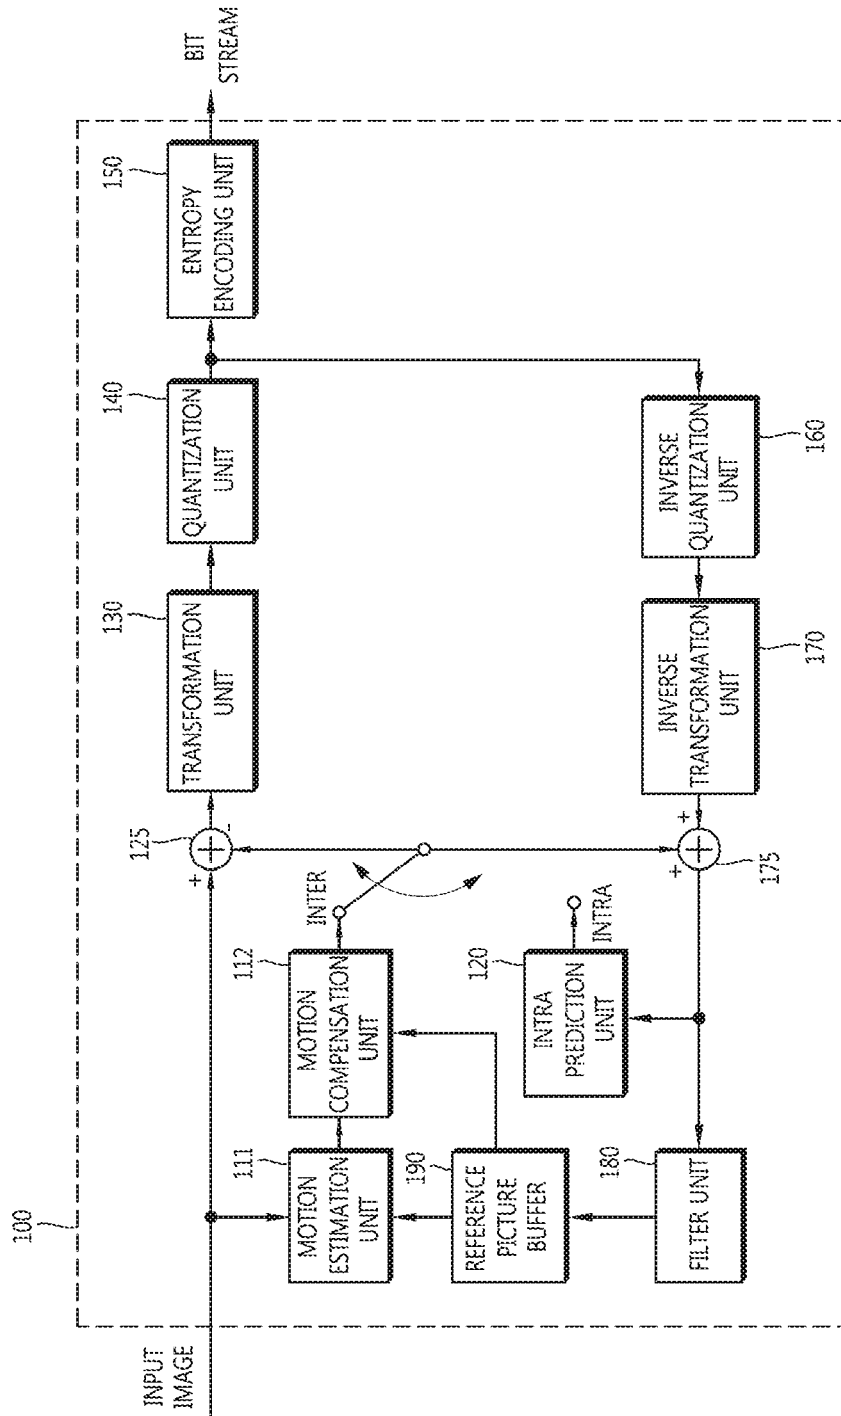 100
INPUT
IMAGE
125
+
-
130
TRANSFORMATION
UNIT
140
QUANTIZATION
UNIT
150
ENTROPY
ENCODING UNIT
BIT
STREAM
111
MOTION
ESTIMATION
UNIT
112
MOTION
COMPENSATION
UNIT
INTER
190
REFERENCE
PICTURE
BUFFER
120
INTRA
PREDICTION
UNIT
INTRA
180
FILTER UNIT
+
+
175
INVERSE
TRANSFORMATION
UNIT
170
INVERSE
QUANTIZATION
UNIT
160